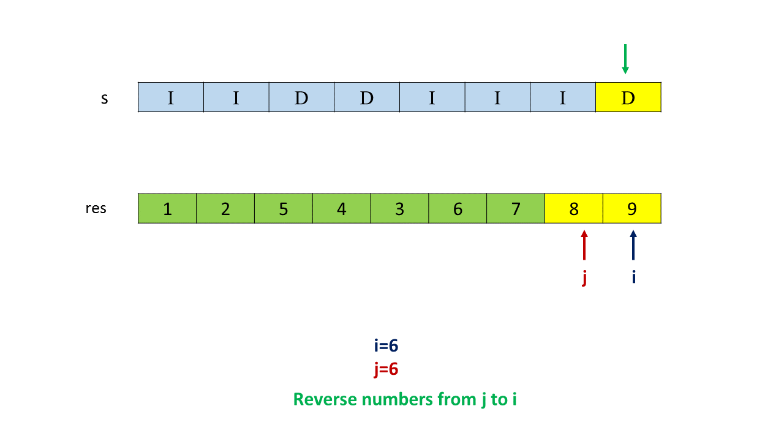 s I I D D I I I D
res 1 2 5 4 3 6 7 8 9
j i
i=6
j=6
Reverse numbers from j to i